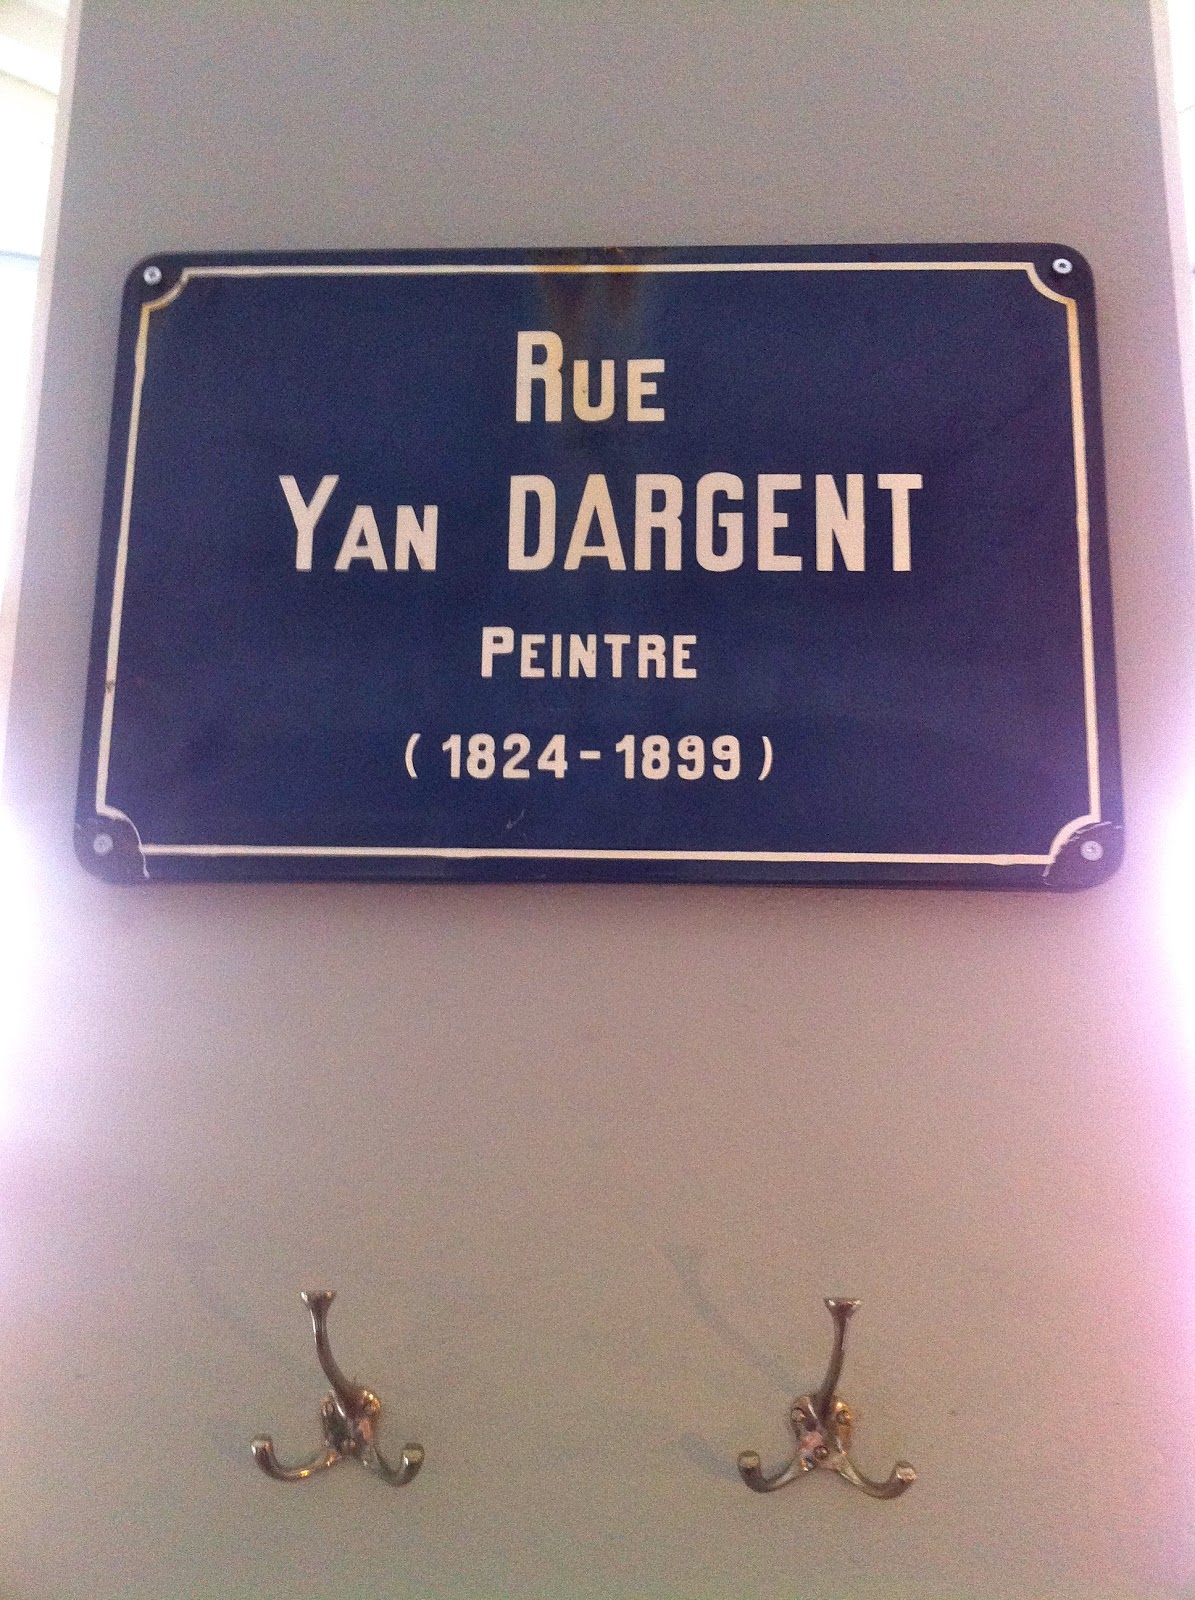 Rue
Yan DARGENT
Peintre
( 1824 - 1899 )